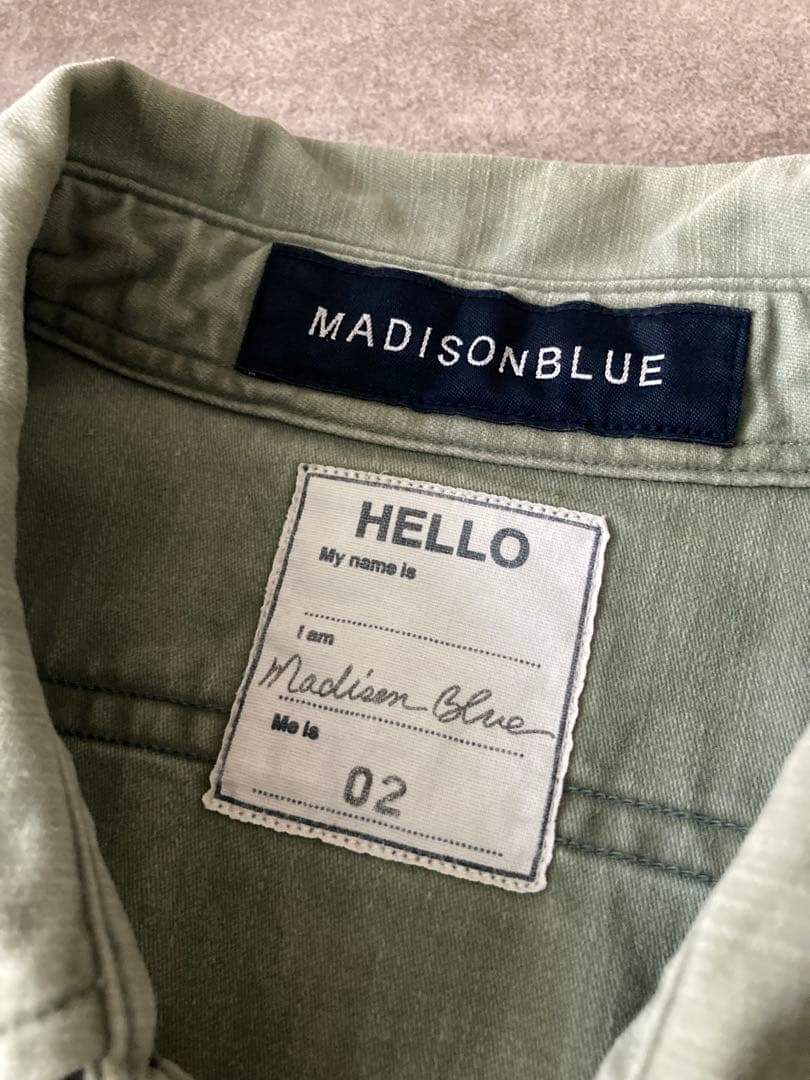 MADISONBLUE
HELLO
My name is
I am
Madison Blue
Me is
02